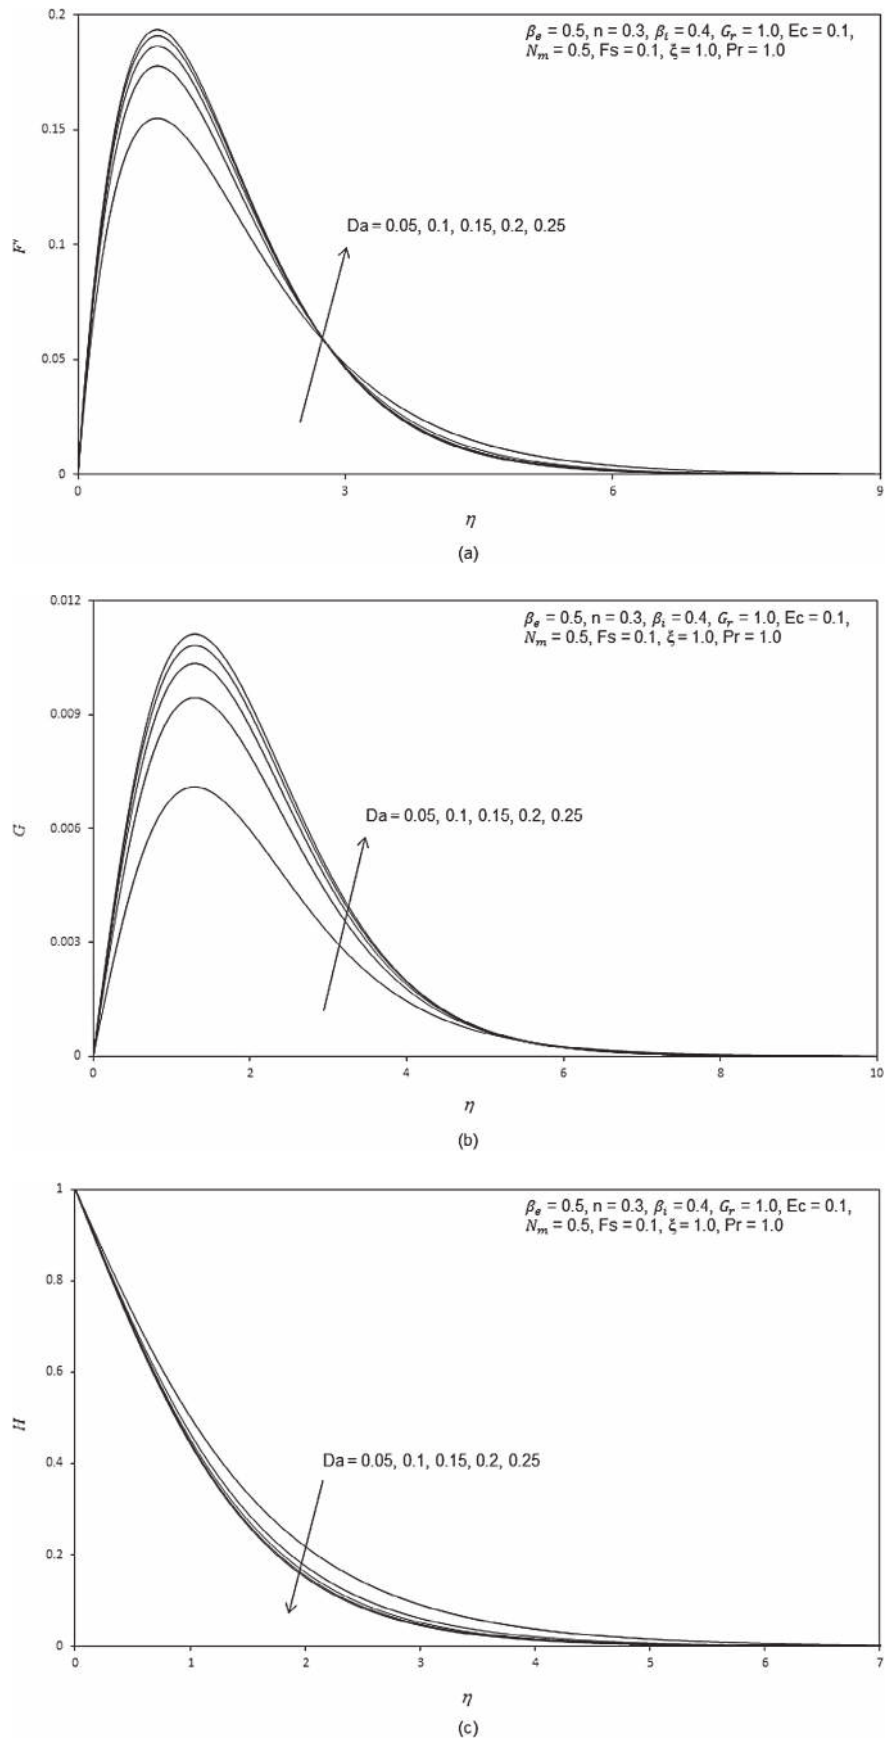 0.2
βₑ = 0.5, n = 0.3, βᵢ = 0.4, Gᵣ = 1.0, Ec = 0.1,
Nₘ = 0.5, Fs = 0.1, ξ = 1.0, Pr = 1.0
0.15
Da = 0.05, 0.1, 0.15, 0.2, 0.25
F'
0.1
0.05
0
0 3 6 9
η
(a)
0.012
βₑ = 0.5, n = 0.3, βᵢ = 0.4, Gᵣ = 1.0, Ec = 0.1,
Nₘ = 0.5, Fs = 0.1, ξ = 1.0, Pr = 1.0
0.009
Da = 0.05, 0.1, 0.15, 0.2, 0.25
G
0.006
0.003
0
0 2 4 6 8 10
η
(b)
1
βₑ = 0.5, n = 0.3, βᵢ = 0.4, Gᵣ = 1.0, Ec = 0.1,
Nₘ = 0.5, Fs = 0.1, ξ = 1.0, Pr = 1.0
0.8
0.6
H
0.4
Da = 0.05, 0.1, 0.15, 0.2, 0.25
0.2
0
0 1 2 3 4 5 6 7
η
(c)